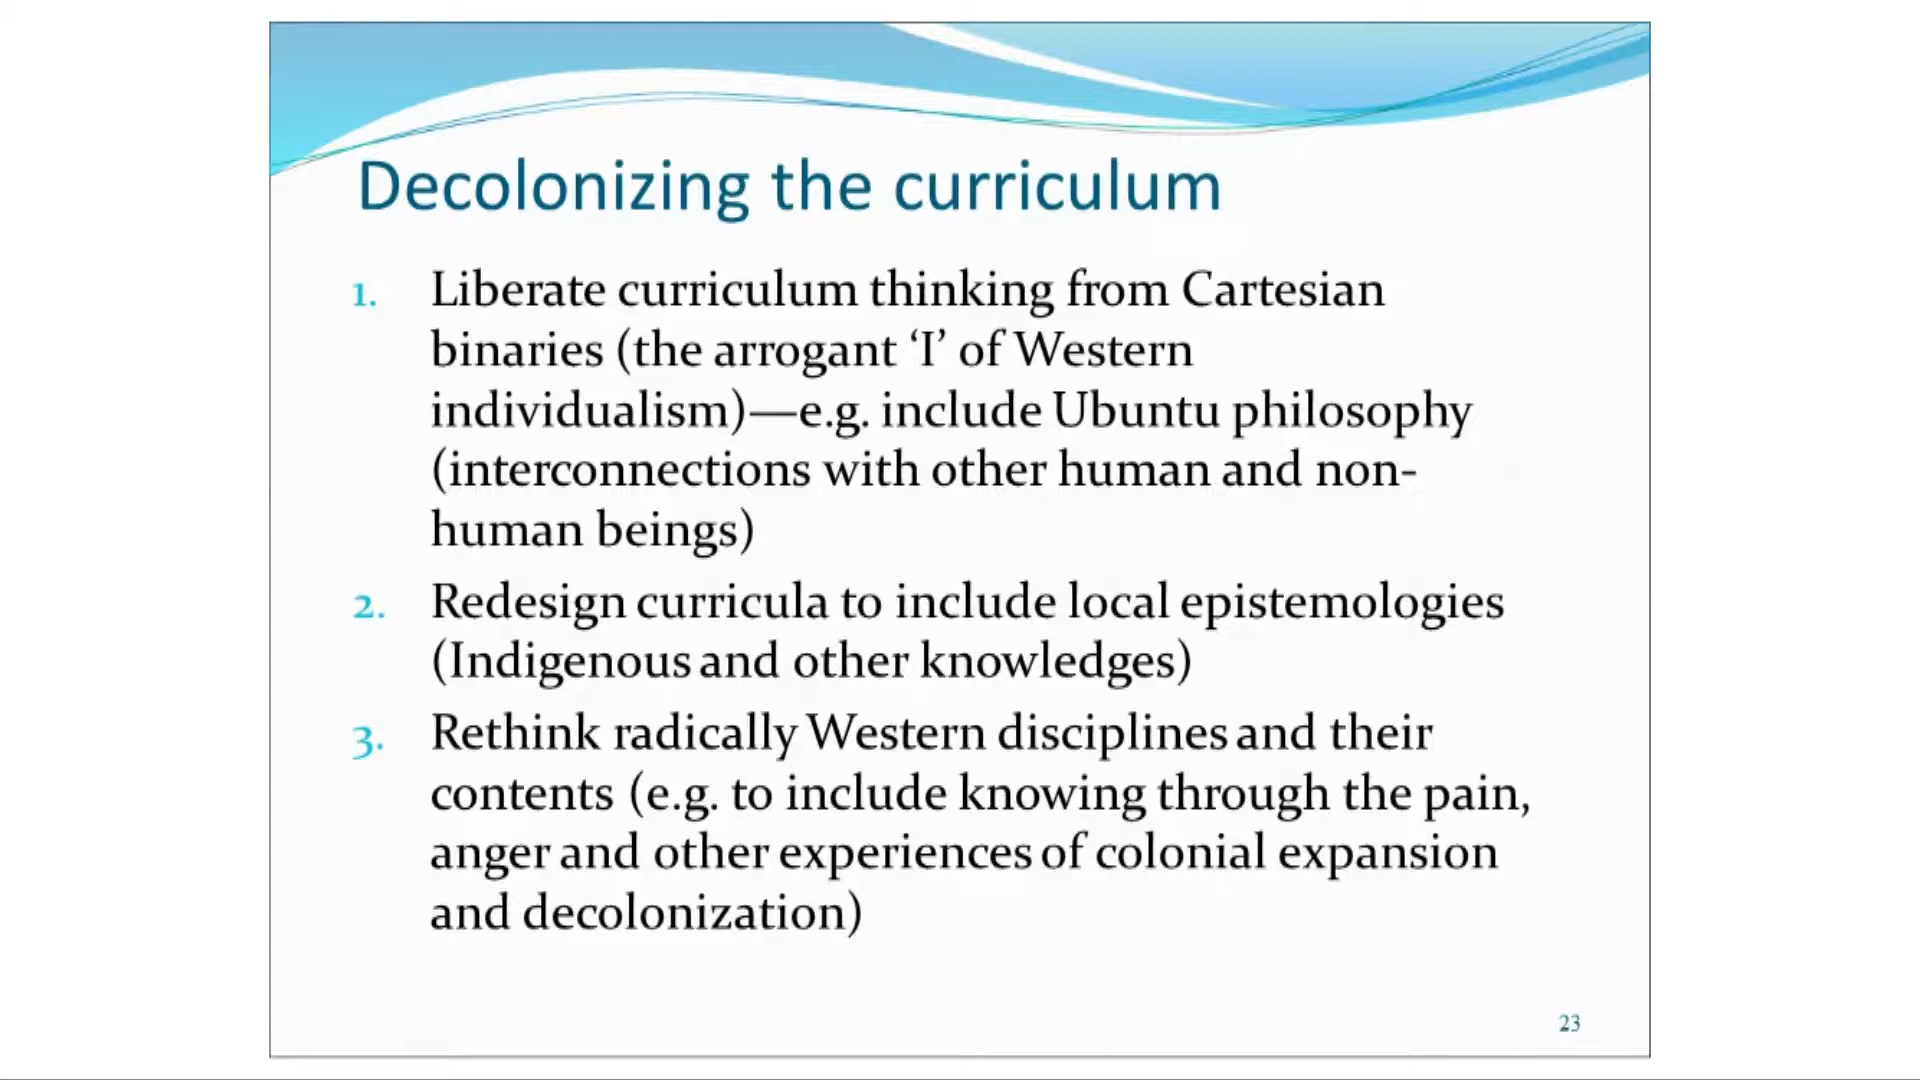 Decolonizing the curriculum
1. Liberate curriculum thinking from Cartesian
binaries (the arrogant ‘I’ of Western
individualism)—e.g. include Ubuntu philosophy
(interconnections with other human and non-
human beings)
2. Redesign curricula to include local epistemologies
(Indigenous and other knowledges)
3. Rethink radically Western disciplines and their
contents (e.g. to include knowing through the pain,
anger and other experiences of colonial expansion
and decolonization)
23